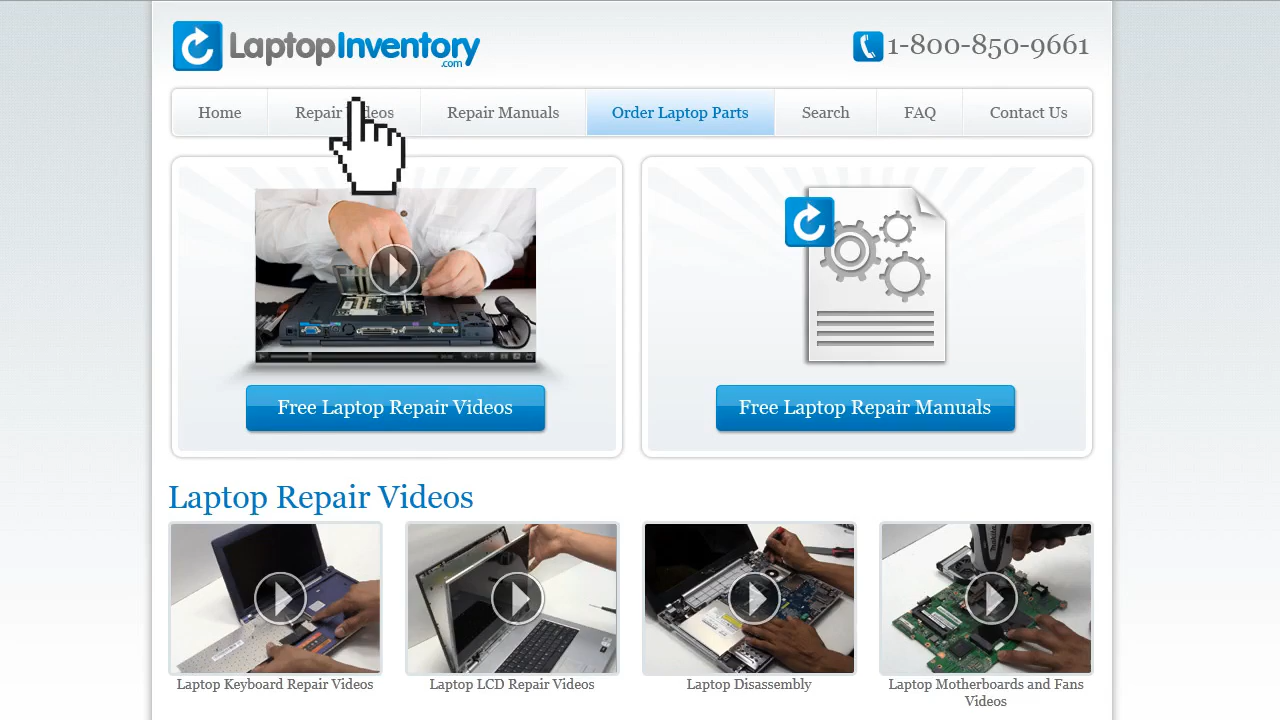 LaptopInventory
.com
1-800-850-9661
Home
Repair Videos
Repair Manuals
Order Laptop Parts
Search
FAQ
Contact Us
Free Laptop Repair Videos
Free Laptop Repair Manuals
Laptop Repair Videos
Laptop Keyboard Repair Videos
Laptop LCD Repair Videos
Laptop Disassembly
Laptop Motherboards and Fans
Videos